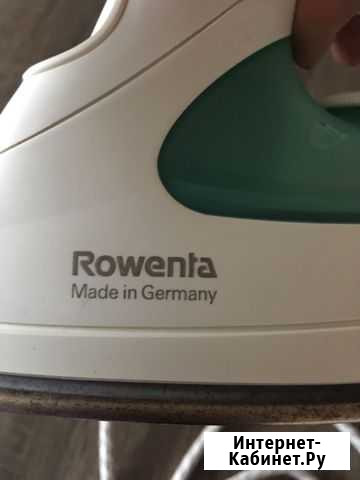 Rowenta
Made in Germany
Интернет-
Кабинет.Ру